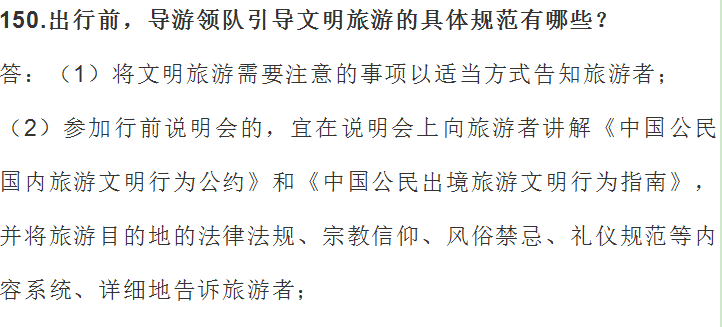 150.出行前，导游领队引导文明旅游的具体规范有哪些？
答：（1）将文明旅游需要注意的事项以适当方式告知旅游者；
（2）参加行前说明会的，宜在说明会上向旅游者讲解《中国公民
国内旅游文明行为公约》和《中国公民出境旅游文明行为指南》，
并将旅游目的地的法律法规、宗教信仰、风俗禁忌、礼仪规范等内
容系统、详细地告诉旅游者；